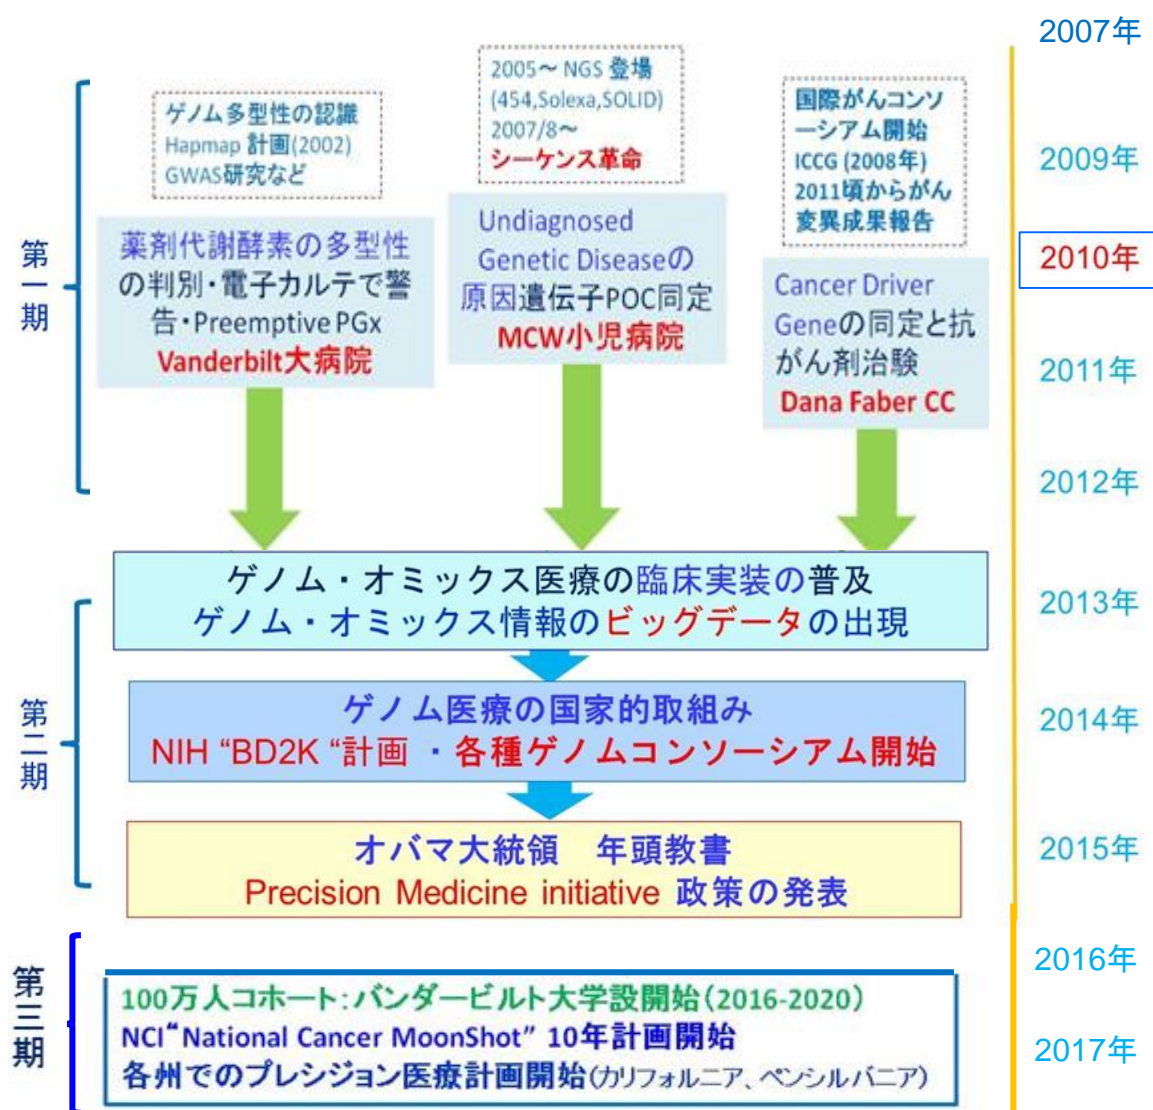 2007年
2009年
2010年
2011年
2012年
2013年
2014年
2015年
2016年
2017年
第一期
ゲノム多型性の認識
Hapmap 計画(2002)
GWAS研究など
薬剤代謝酵素の多型性
の判別・電子カルテで警
告・Preemptive PGx
Vanderbilt大病院
2005～ NGS 登場
(454,Solexa,SOLID)
2007/8～
シーケンス革命
Undiagnosed
Genetic Diseaseの
原因遺伝子POC同定
MCW小児病院
国際がんコンソ
ーシアム開始
ICCG (2008年)
2011頃からがん
変異成果報告
Cancer Driver
Geneの同定と抗
がん剤治験
Dana Faber CC
第二期
ゲノム・オミックス医療の臨床実装の普及
ゲノム・オミックス情報のビッグデータの出現
ゲノム医療の国家的取組み
NIH “BD2K “計画 ・各種ゲノムコンソーシアム開始
オバマ大統領　年頭教書
Precision Medicine initiative 政策の発表
第三期
100万人コホート：バンダービルト大学設開始（2016-2020）
NCI“National Cancer MoonShot” 10年計画開始
各州でのプレシジョン医療計画開始（カリフォルニア、ペンシルバニア）